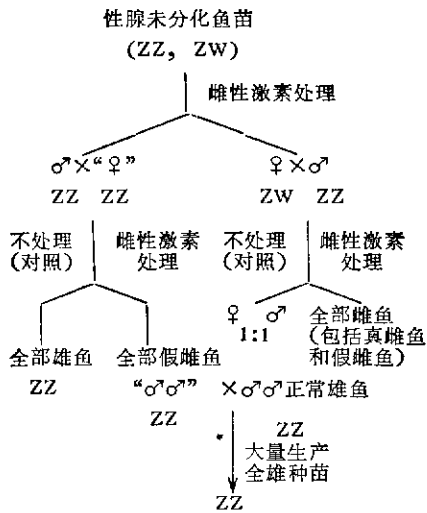 性腺未分化鱼苗
(ZZ, ZW)
雌性激素处理
♂×“♀” ♀×♂
ZZ ZZ ZW ZZ
不处理 雌性激素 不处理 雌性激素
(对照) 处理 (对照) 处理
♀ ♂ 全部雌鱼
1:1 (包括真雌鱼
和假雌鱼)
全部雄鱼 全部假雌鱼
ZZ “♂♂” ×♂♂正常雄鱼
ZZ
ZZ
大量生产
全雄种苗
ZZ